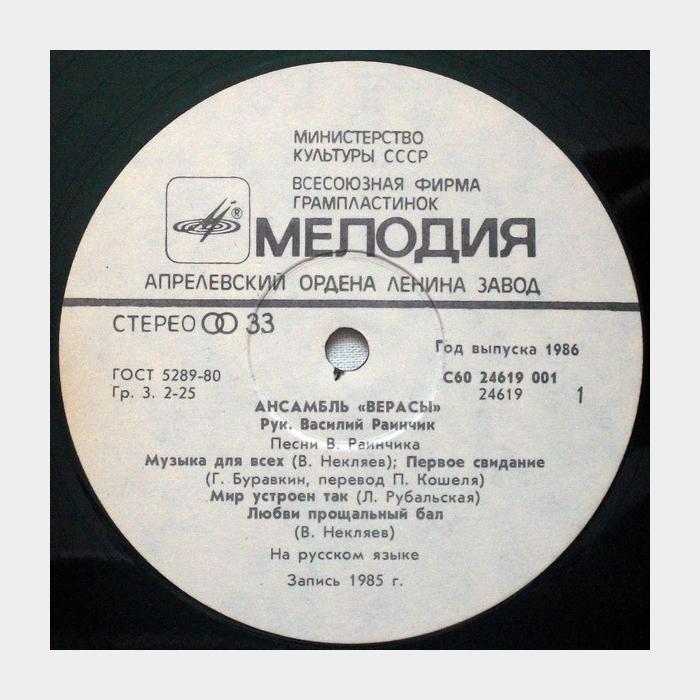 МИНИСТЕРСТВО
КУЛЬТУРЫ СССР
ВСЕСОЮЗНАЯ ФИРМА
ГРАМПЛАСТИНОК
®
МЕЛОДИЯ
АПРЕЛЕВСКИЙ ОРДЕНА ЛЕНИНА ЗАВОД
СТЕРЕО 33
Год выпуска 1986
ГОСТ 5289-80
С60 24619 001
Гр. 3. 2-25
24619
1
АНСАМБЛЬ «ВЕРАСЫ»
Рук. Василий Раинчик
Песни В. Раинчика
Музыка для всех (В. Некляев); Первое свидание
(Г. Буравкин, перевод П. Кошеля)
Мир устроен так (Л. Рубальская)
Любви прощальный бал
(В. Некляев)
На русском языке
Запись 1985 г.